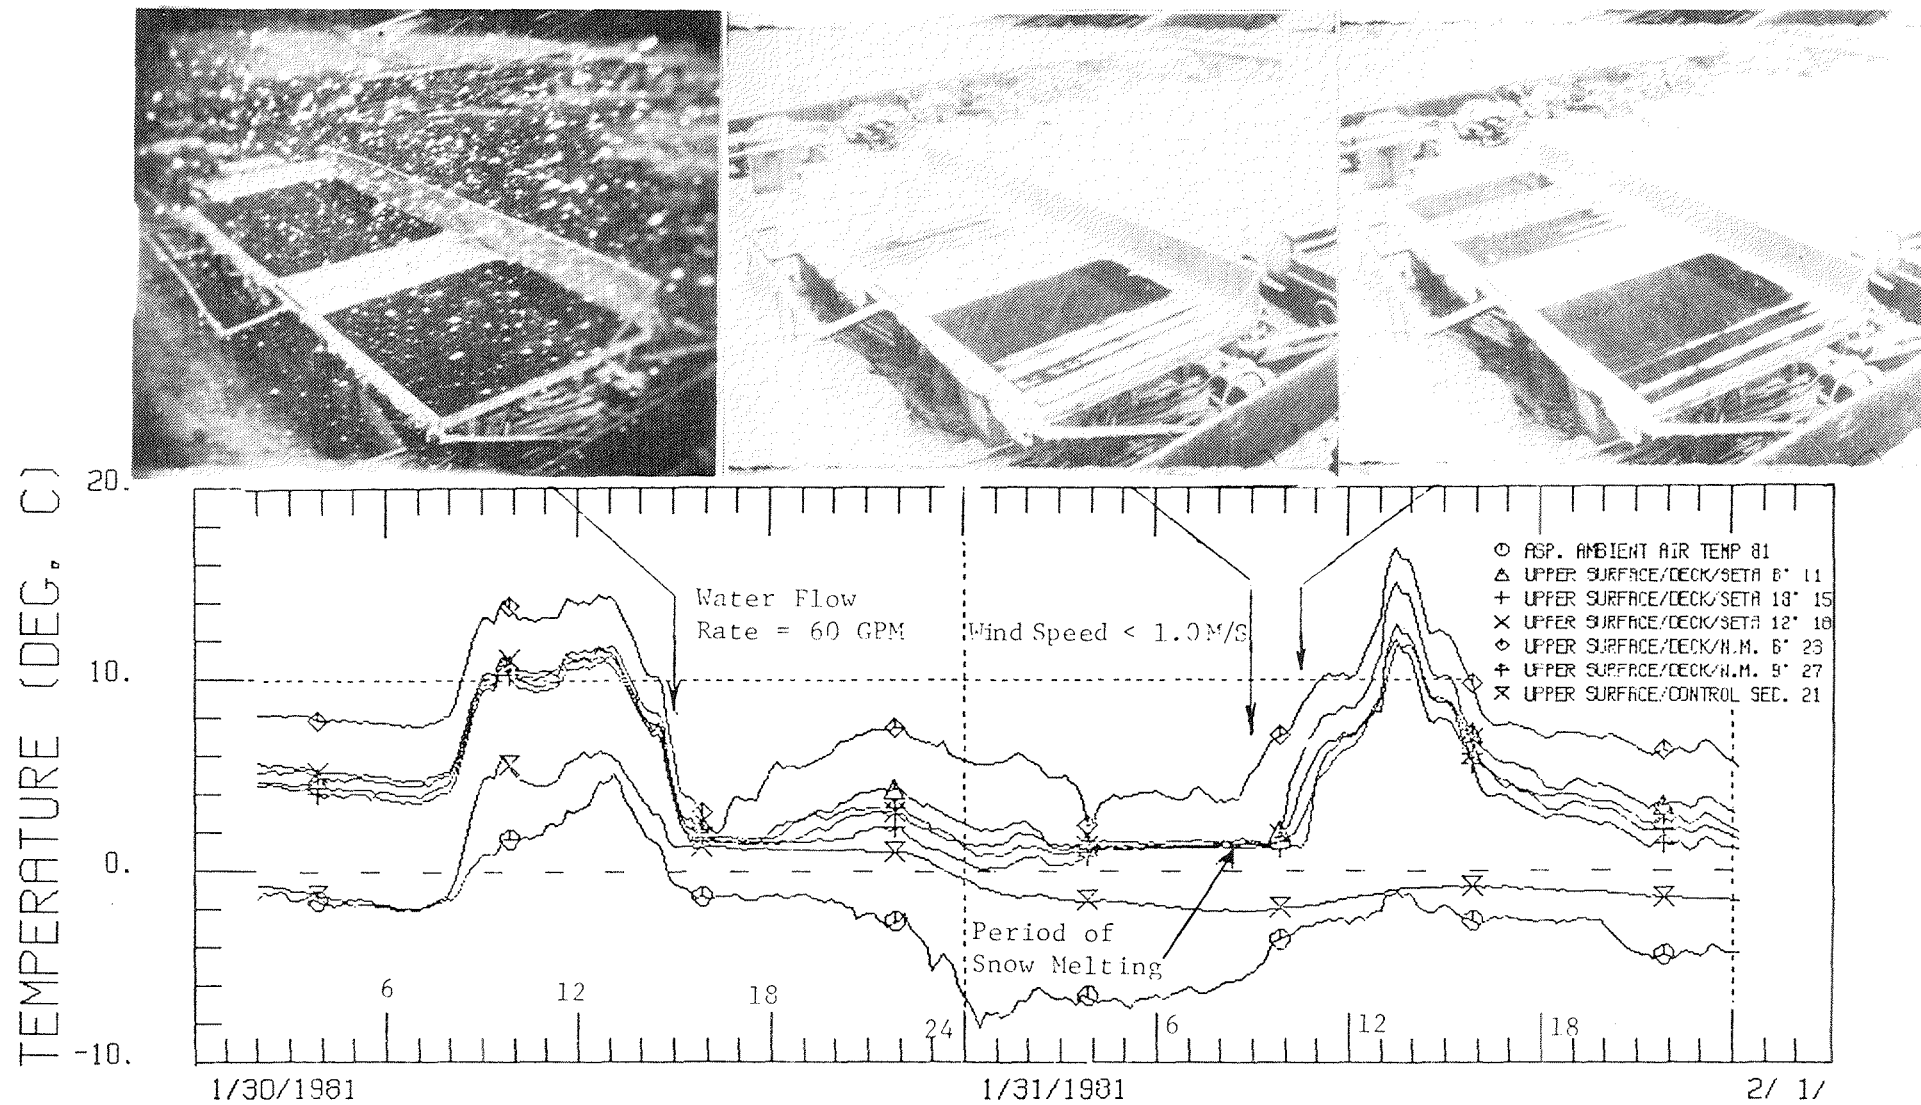 TEMPERATURE (DEG. C)
20.
10.
0.
-10.
Water Flow
Rate = 60 GPM
Wind Speed < 1.0 M/S
ASP. AMBIENT AIR TEMP 81
UPPER SURFACE/DECK/SETA 6" 11
UPPER SURFACE/DECK/SETA 18" 15
UPPER SURFACE/DECK/SETA 12" 18
UPPER SURFACE/DECK/N.M. 6" 23
UPPER SURFACE/DECK/N.M. 9" 27
UPPER SURFACE/CONTROL SEC. 21
Period of
Snow Melting
6 12 18 24 6 12 18
1/30/1981 1/31/1981 2/ 1/